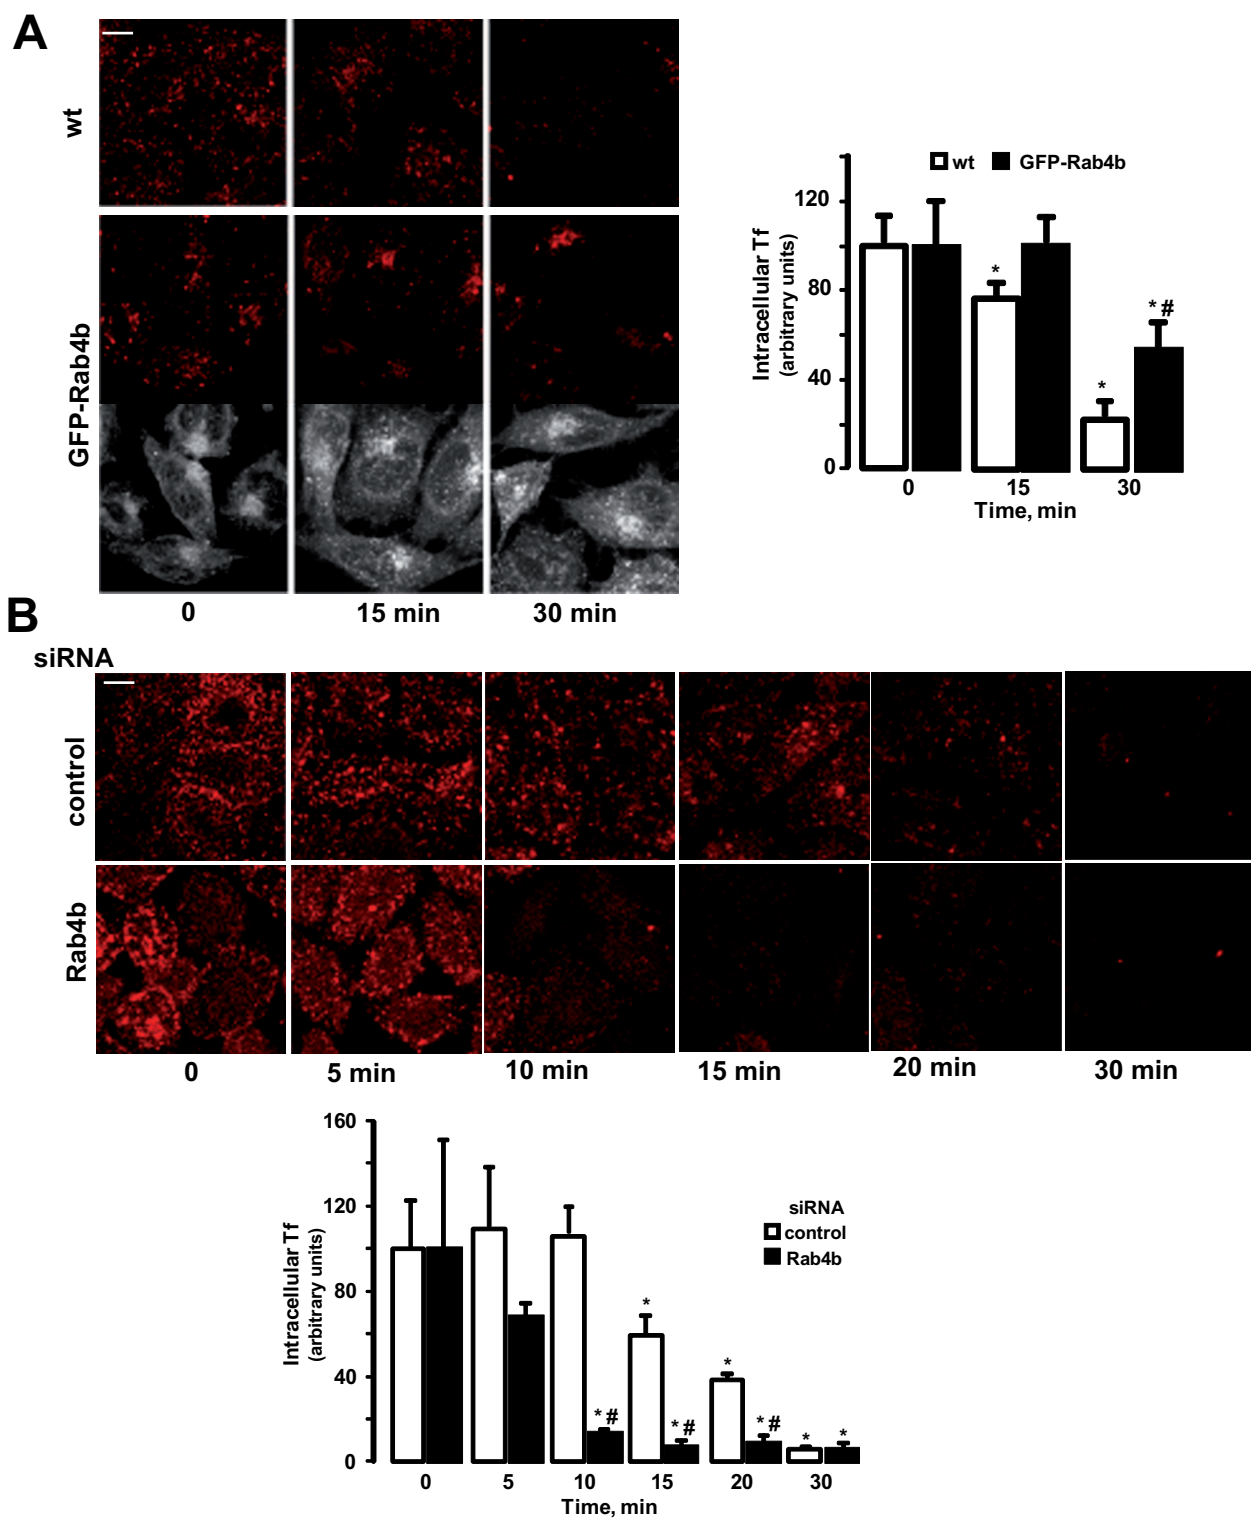 A
wt
GFP-Rab4b
0 15 min 30 min
wt GFP-Rab4b
Intracellular Tf
(arbitrary units)
120
80
40
0
*
*
* #
0 15 30
Time, min
B
siRNA
control
Rab4b
0 5 min 10 min 15 min 20 min 30 min
Intracellular Tf
(arbitrary units)
160
120
80
40
0
siRNA
control
Rab4b
* #
*
* #
*
* #
*
*
0 5 10 15 20 30
Time, min